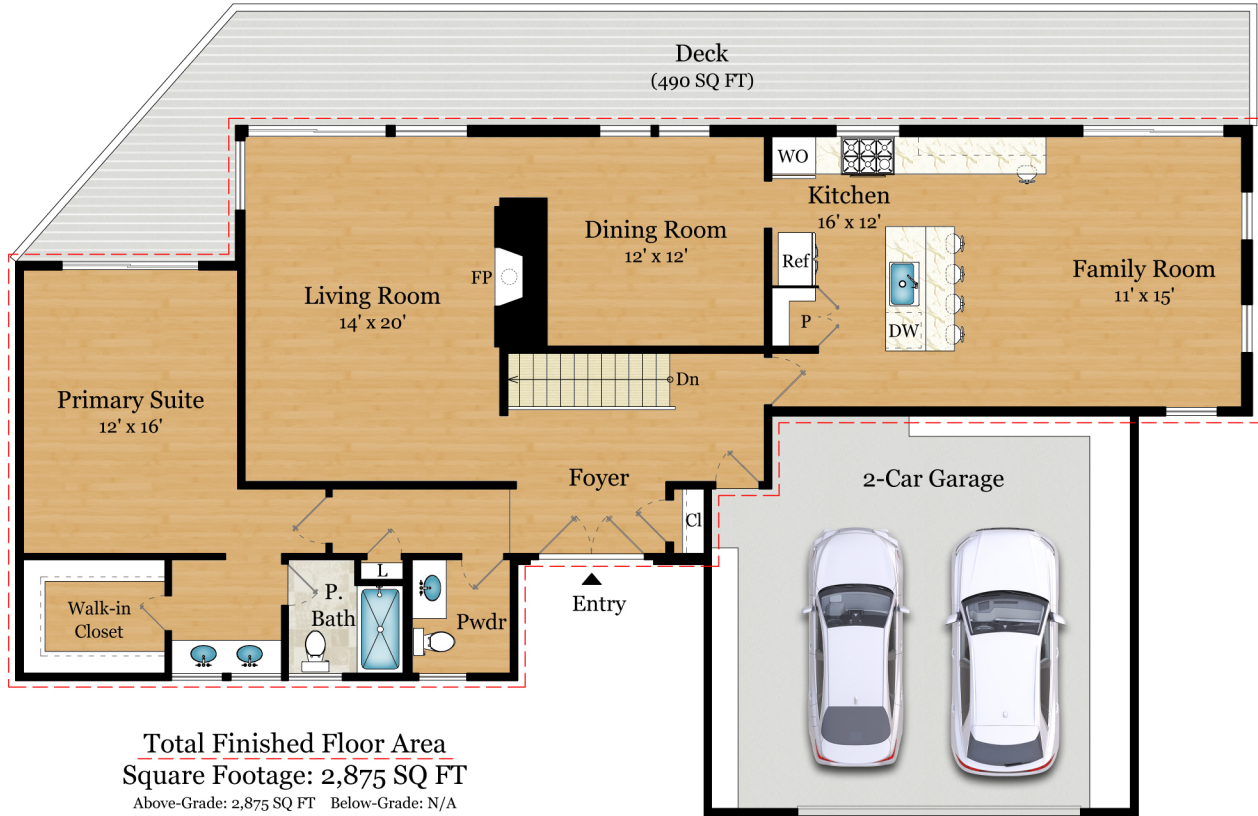 Deck
(490 SQ FT)
WO
Kitchen
16' x 12'
Dining Room
12' x 12'
Ref
Family Room
11' x 15'
FP
Living Room
14' x 20'
P
DW
Dn
Primary Suite
12' x 16'
Foyer
2-Car Garage
Cl
L
P.
Bath
Walk-in
Closet
Pwdr
Entry
Total Finished Floor Area
Square Footage: 2,875 SQ FT
Above-Grade: 2,875 SQ FT Below-Grade: N/A